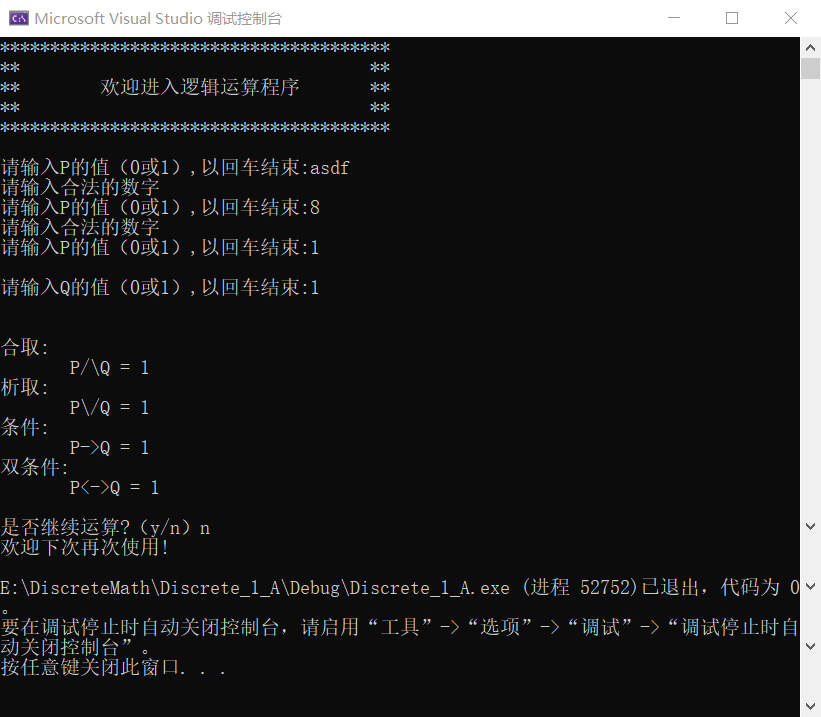 Microsoft Visual Studio 调试控制台
***************************************
**                                   **
**        欢迎进入逻辑运算程序       **
**                                   **
***************************************
请输入P的值（0或1）,以回车结束:asdf
请输入合法的数字
请输入P的值（0或1）,以回车结束:8
请输入合法的数字
请输入P的值（0或1）,以回车结束:1
请输入Q的值（0或1）,以回车结束:1
合取:
P/\Q = 1
析取:
P\/Q = 1
条件:
P->Q = 1
双条件:
P<->Q = 1
是否继续运算?（y/n）n
欢迎下次再次使用!
E:\DiscreteMath\Discrete_1_A\Debug\Discrete_1_A.exe (进程 52752)已退出，代码为 0
。
要在调试停止时自动关闭控制台，请启用“工具”->“选项”->“调试”->“调试停止时自
动关闭控制台”。
按任意键关闭此窗口. . .